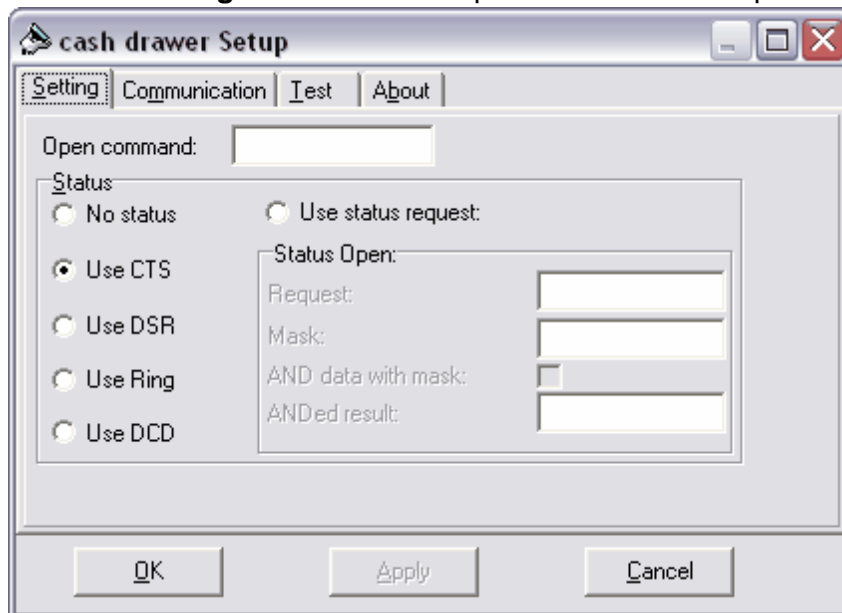 cash drawer Setup
Setting Communication Test About
Open command:
Status
No status
Use status request:
Use CTS
Status Open:
Request:
Use DSR
Mask:
Use Ring
AND data with mask:
ANDed result:
Use DCD
OK Apply Cancel